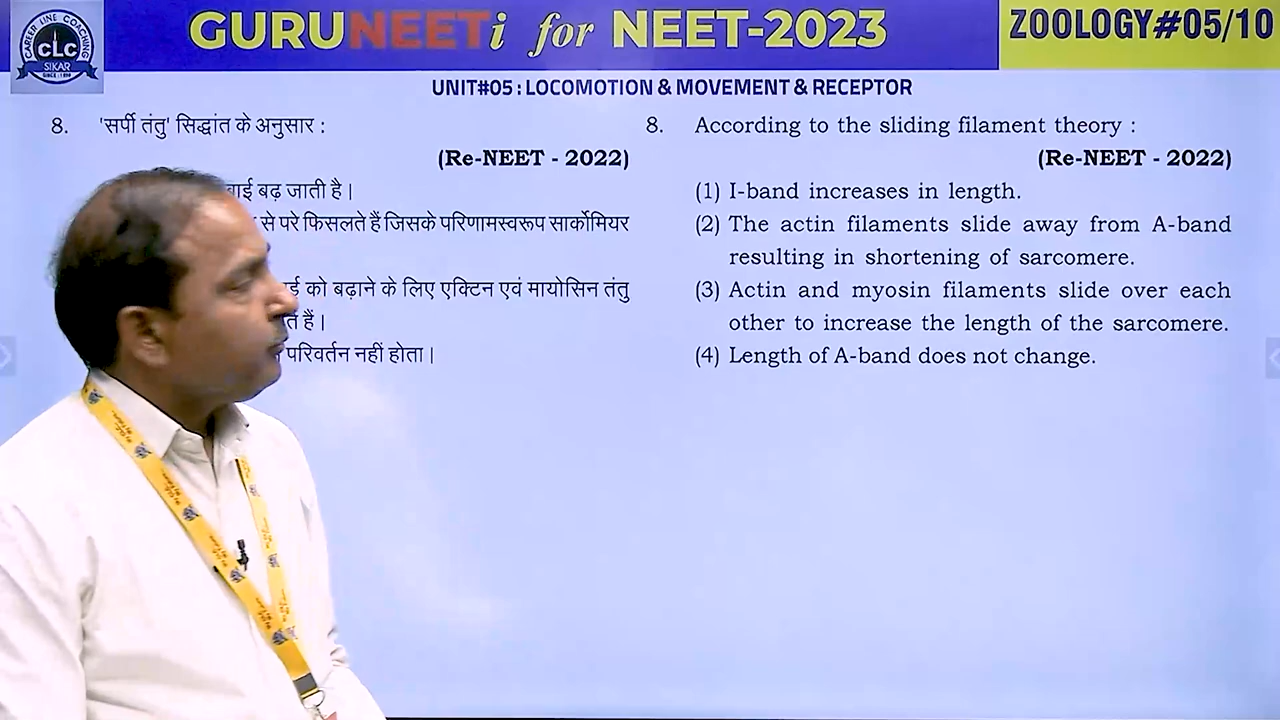 CAREER LINE COACHING
CLC
SIKAR
SINCE : 1996
GURUNEETi for NEET-2023
ZOOLOGY#05/10
UNIT#05 : LOCOMOTION & MOVEMENT & RECEPTOR
8. 'सर्पी तंतु' सिद्धांत के अनुसार :
(Re-NEET - 2022)
बढ़ जाती है।
से परे फिसलते हैं जिसके परिणामस्वरूप सार्कोमियर
को बढ़ाने के लिए एक्टिन एवं मायोसिन तंतु
हैं।
परिवर्तन नहीं होता।
8. According to the sliding filament theory :
(Re-NEET - 2022)
(1) I-band increases in length.
(2) The actin filaments slide away from A-band
resulting in shortening of sarcomere.
(3) Actin and myosin filaments slide over each
other to increase the length of the sarcomere.
(4) Length of A-band does not change.